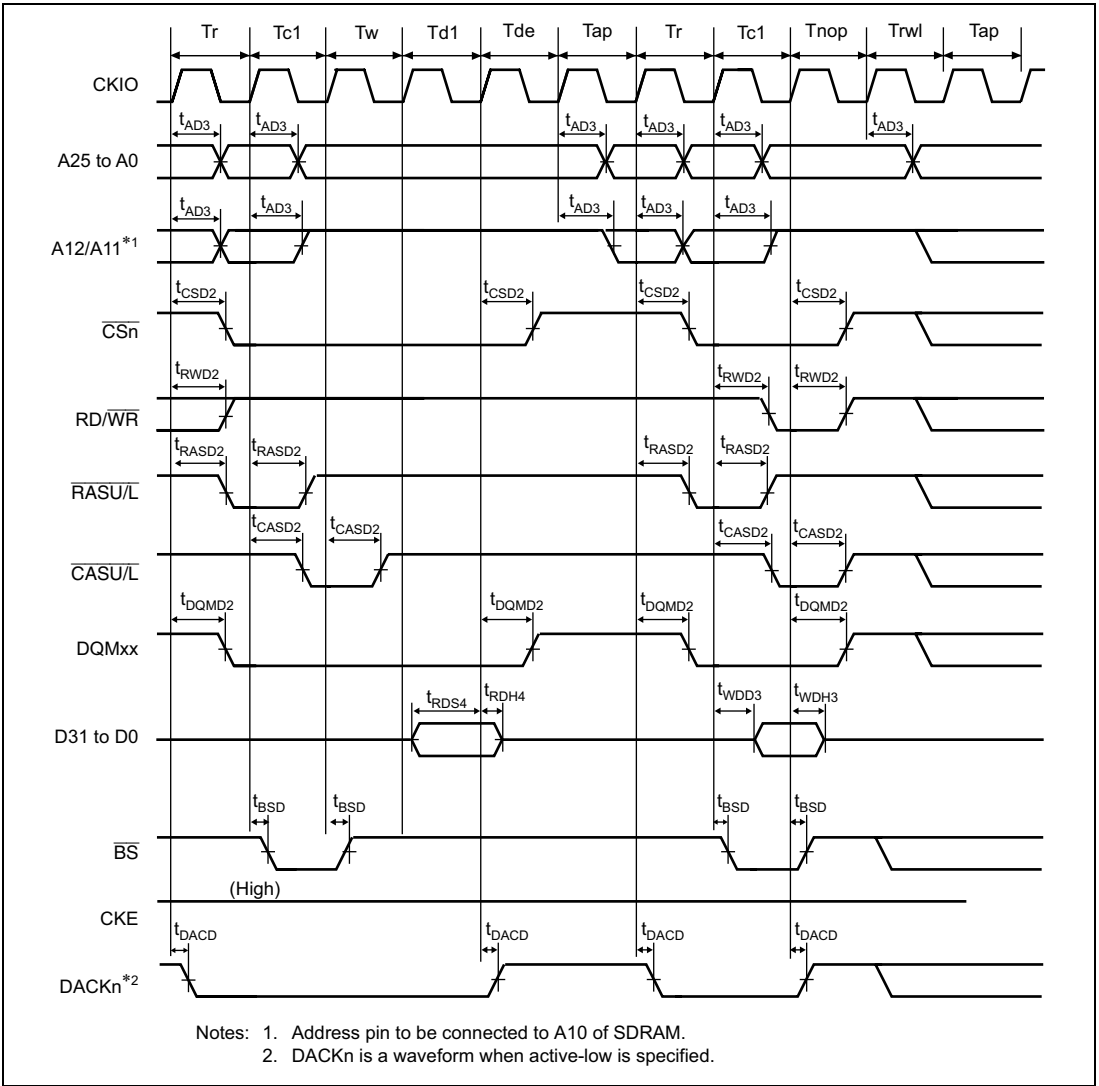 Tr Tc1 Tw Td1 Tde Tap Tr Tc1 Tnop Trwl Tap
CKIO
tAD3 tAD3 tAD3 tAD3 tAD3 tAD3
A25 to A0
tAD3 tAD3 tAD3 tAD3 tAD3
A12/A11*1
tCSD2 tCSD2 tCSD2 tCSD2
CSn
tRWD2 tRWD2 tRWD2
RD/WR
tRASD2 tRASD2 tRASD2 tRASD2
RASU/L
tCASD2 tCASD2 tCASD2 tCASD2
CASU/L
tDQMD2 tDQMD2 tDQMD2 tDQMD2
DQMxx
tRDS4 tRDH4 tWDD3 tWDH3
D31 to D0
tBSD tBSD tBSD tBSD
BS
(High)
CKE
tDACD tDACD tDACD tDACD
DACKn*2
Notes: 1. Address pin to be connected to A10 of SDRAM.
2. DACKn is a waveform when active-low is specified.